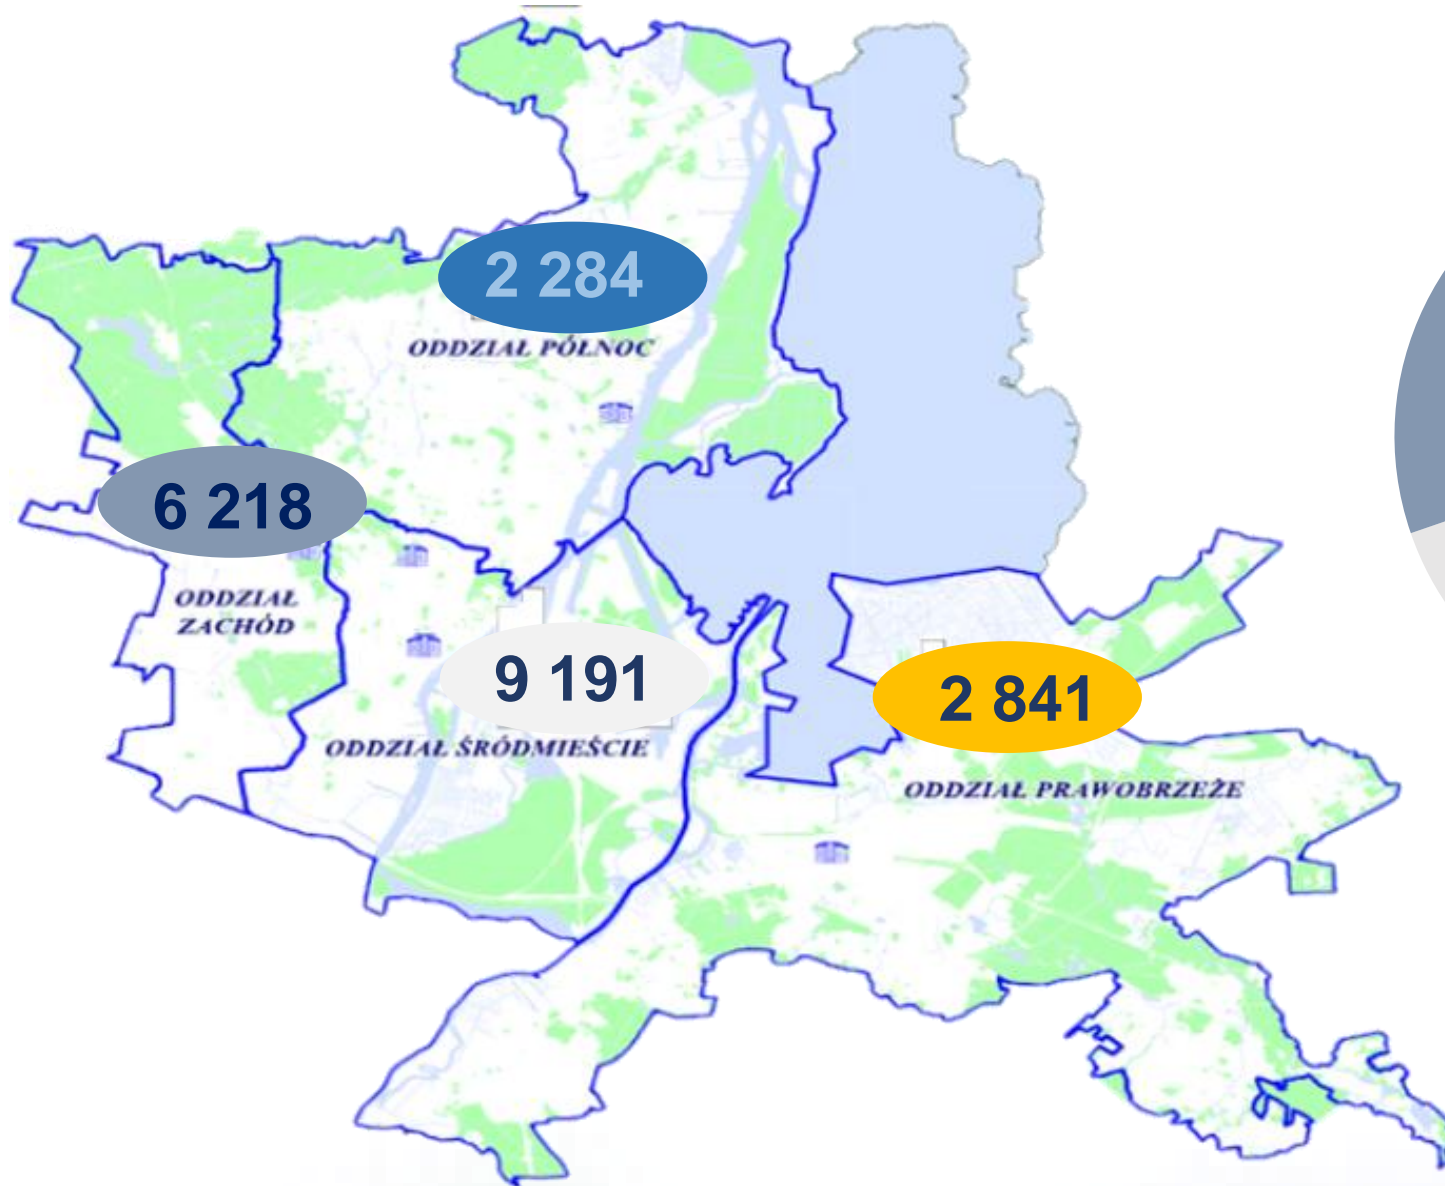 2 284
ODDZIAŁ PÓŁNOC
6 218
ODDZIAŁ
ZACHÓD
9 191
ODDZIAŁ ŚRÓDMIEŚCIE
2 841
ODDZIAŁ PRAWOBRZEŻE